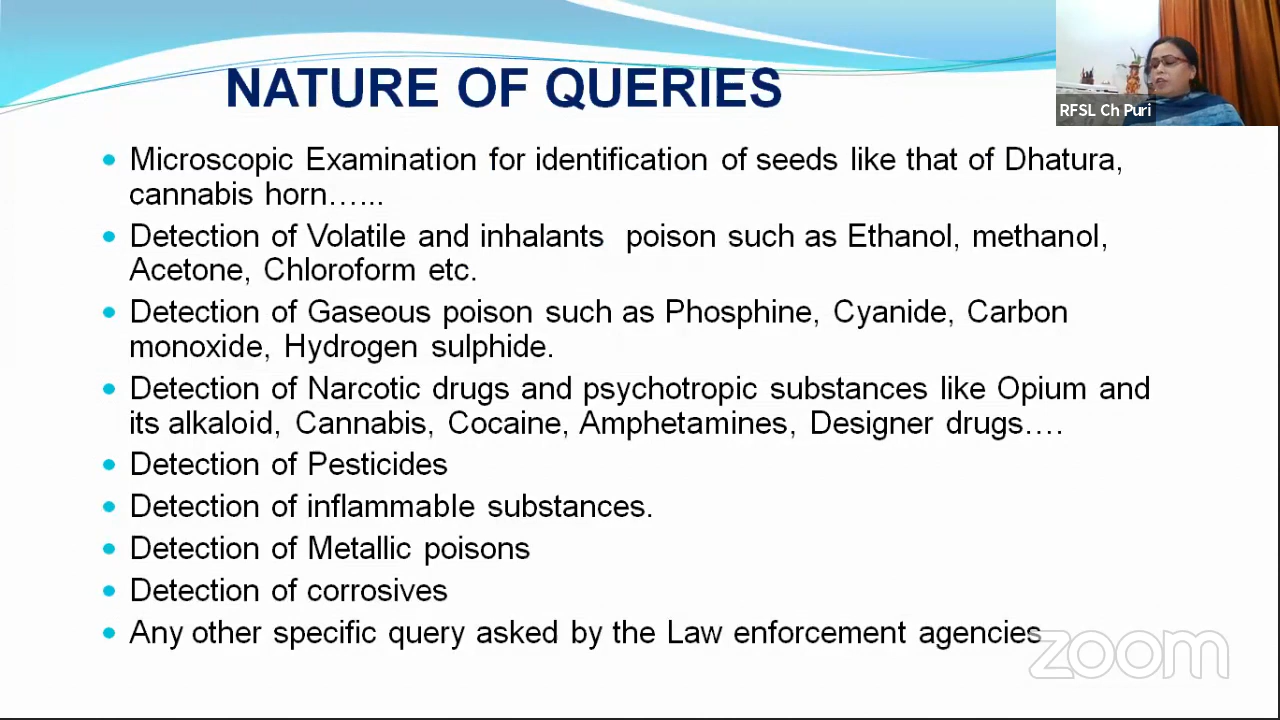 NATURE OF QUERIES
RFSL Ch Puri
• Microscopic Examination for identification of seeds like that of Dhatura,
cannabis horn…...
• Detection of Volatile and inhalants poison such as Ethanol, methanol,
Acetone, Chloroform etc.
• Detection of Gaseous poison such as Phosphine, Cyanide, Carbon
monoxide, Hydrogen sulphide.
• Detection of Narcotic drugs and psychotropic substances like Opium and
its alkaloid, Cannabis, Cocaine, Amphetamines, Designer drugs….
• Detection of Pesticides
• Detection of inflammable substances.
• Detection of Metallic poisons
• Detection of corrosives
• Any other specific query asked by the Law enforcement agencies
zoom